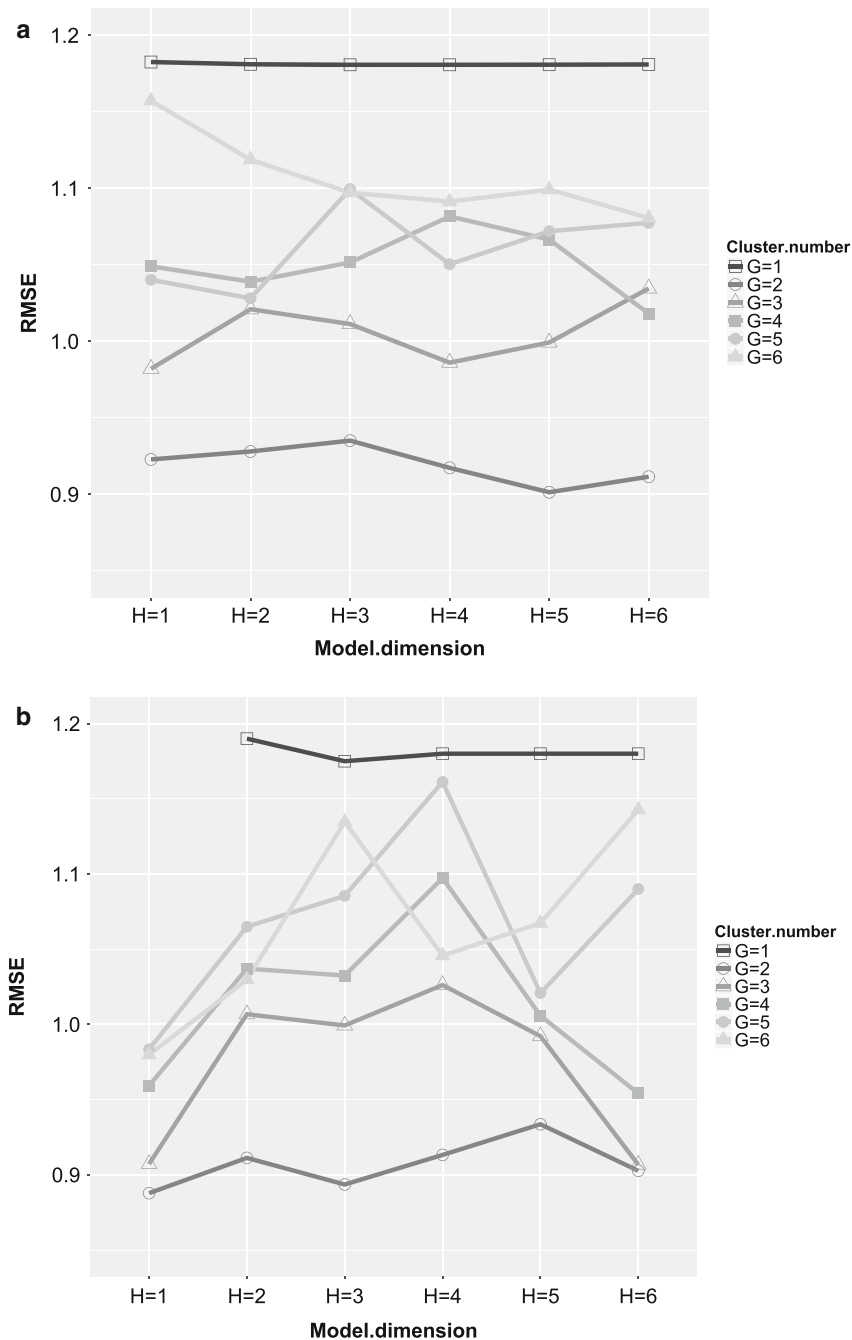 a
1.2
1.1
1.0
0.9
RMSE
H=1 H=2 H=3 H=4 H=5 H=6
Model.dimension
Cluster.number
G=1
G=2
G=3
G=4
G=5
G=6
b
1.2
1.1
1.0
0.9
RMSE
H=1 H=2 H=3 H=4 H=5 H=6
Model.dimension
Cluster.number
G=1
G=2
G=3
G=4
G=5
G=6